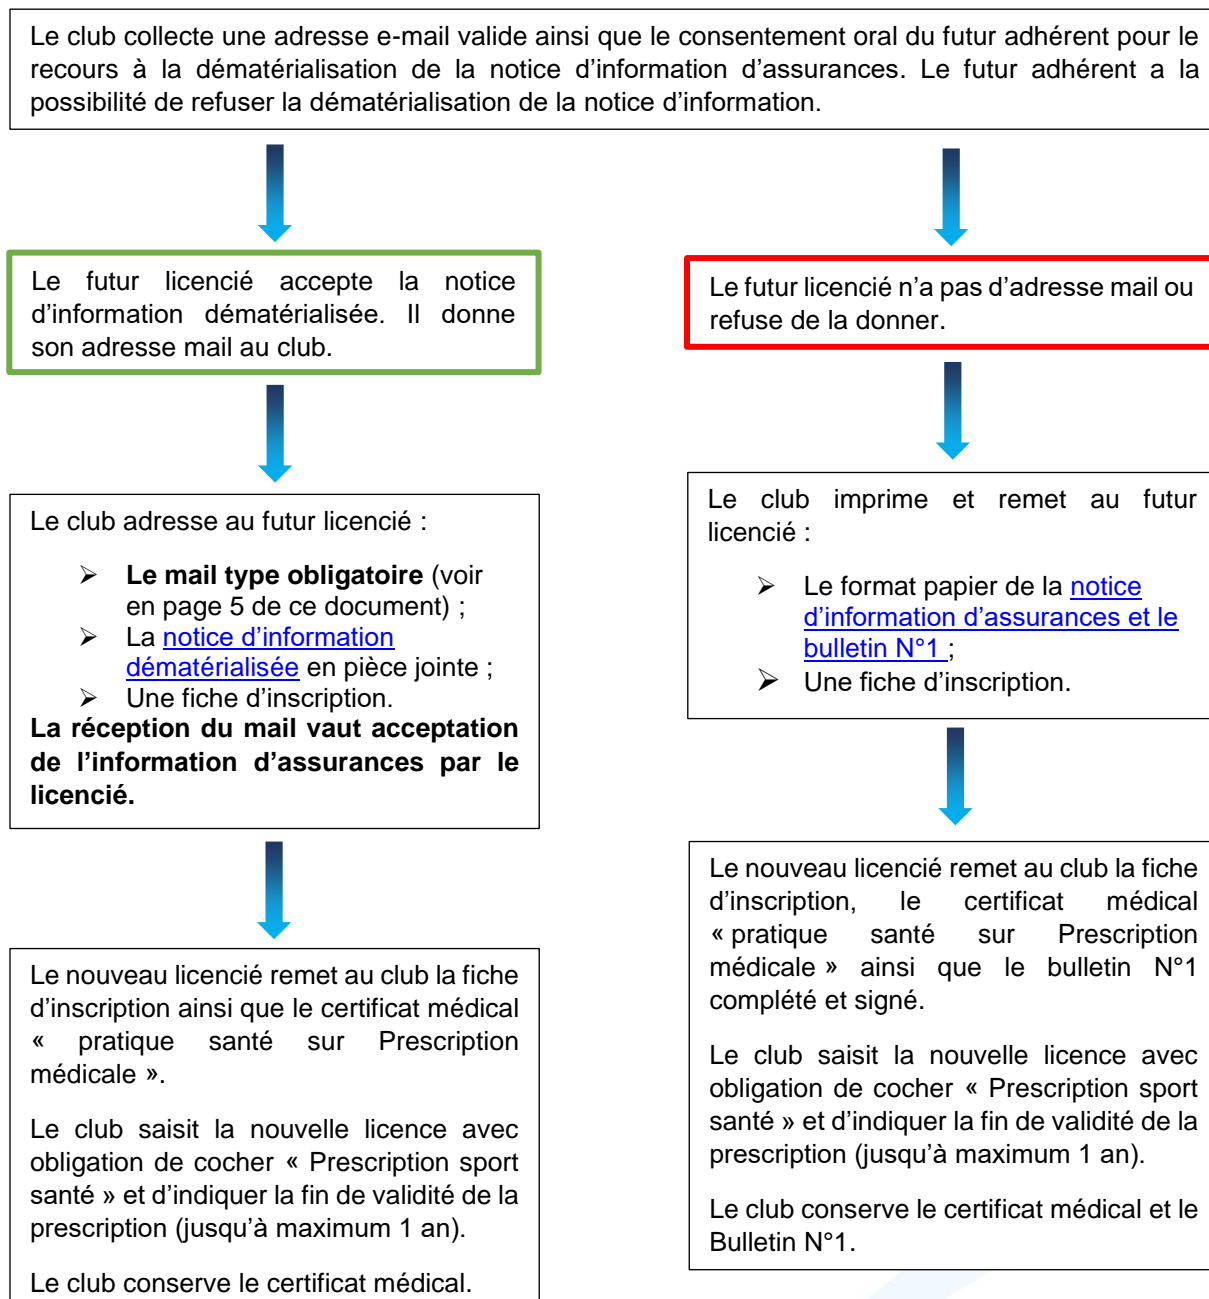 Le club collecte une adresse e-mail valide ainsi que le consentement oral du futur adhérent pour le
recours à la dématérialisation de la notice d’information d’assurances. Le futur adhérent a la
possibilité de refuser la dématérialisation de la notice d’information.
Le futur licencié accepte la notice
d’information dématérialisée. Il donne
son adresse mail au club.
Le club adresse au futur licencié :
➢ Le mail type obligatoire (voir
en page 5 de ce document) ;
➢ La notice d’information
dématérialisée en pièce jointe ;
➢ Une fiche d’inscription.
La réception du mail vaut acceptation
de l’information d’assurances par le
licencié.
Le nouveau licencié remet au club la fiche
d’inscription ainsi que le certificat médical
« pratique santé sur Prescription
médicale ».
Le club saisit la nouvelle licence avec
obligation de cocher « Prescription sport
santé » et d’indiquer la fin de validité de la
prescription (jusqu’à maximum 1 an).
Le club conserve le certificat médical.
Le futur licencié n’a pas d’adresse mail ou
refuse de la donner.
Le club imprime et remet au futur
licencié :
➢ Le format papier de la notice
d’information d’assurances et le
bulletin N°1 ;
➢ Une fiche d’inscription.
Le nouveau licencié remet au club la fiche
d’inscription, le certificat médical
« pratique santé sur Prescription
médicale » ainsi que le bulletin N°1
complété et signé.
Le club saisit la nouvelle licence avec
obligation de cocher « Prescription sport
santé » et d’indiquer la fin de validité de la
prescription (jusqu’à maximum 1 an).
Le club conserve le certificat médical et le
Bulletin N°1.